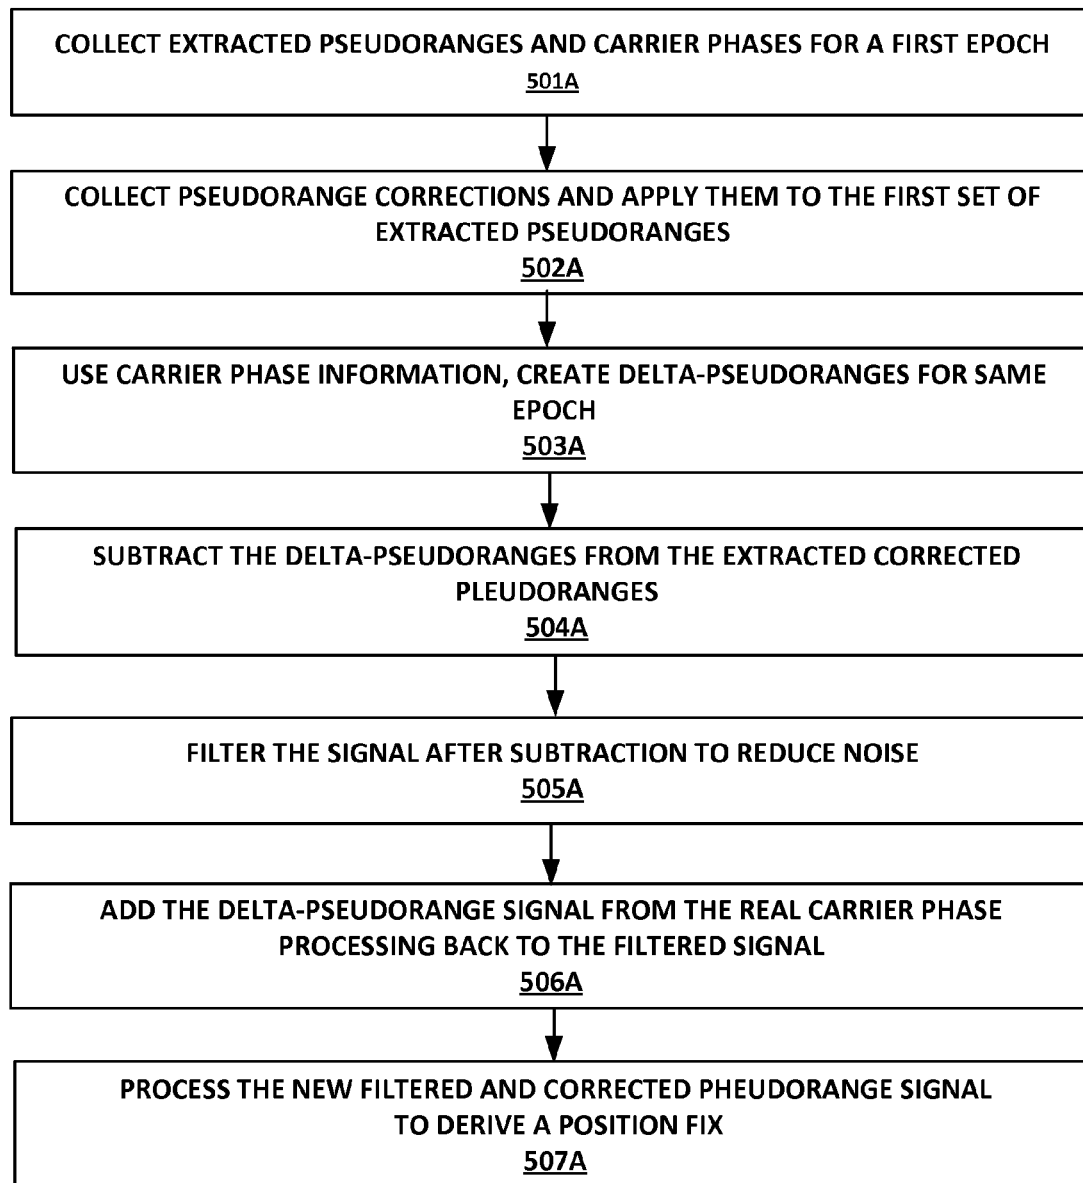 COLLECT EXTRACTED PSEUDORANGES AND CARRIER PHASES FOR A FIRST EPOCH
501A
COLLECT PSEUDORANGE CORRECTIONS AND APPLY THEM TO THE FIRST SET OF
EXTRACTED PSEUDORANGES
502A
USE CARRIER PHASE INFORMATION, CREATE DELTA-PSEUDORANGES FOR SAME
EPOCH
503A
SUBTRACT THE DELTA-PSEUDORANGES FROM THE EXTRACTED CORRECTED
PLEUDORANGES
504A
FILTER THE SIGNAL AFTER SUBTRACTION TO REDUCE NOISE
505A
ADD THE DELTA-PSEUDORANGE SIGNAL FROM THE REAL CARRIER PHASE
PROCESSING BACK TO THE FILTERED SIGNAL
506A
PROCESS THE NEW FILTERED AND CORRECTED PHEUDORANGE SIGNAL
TO DERIVE A POSITION FIX
507A